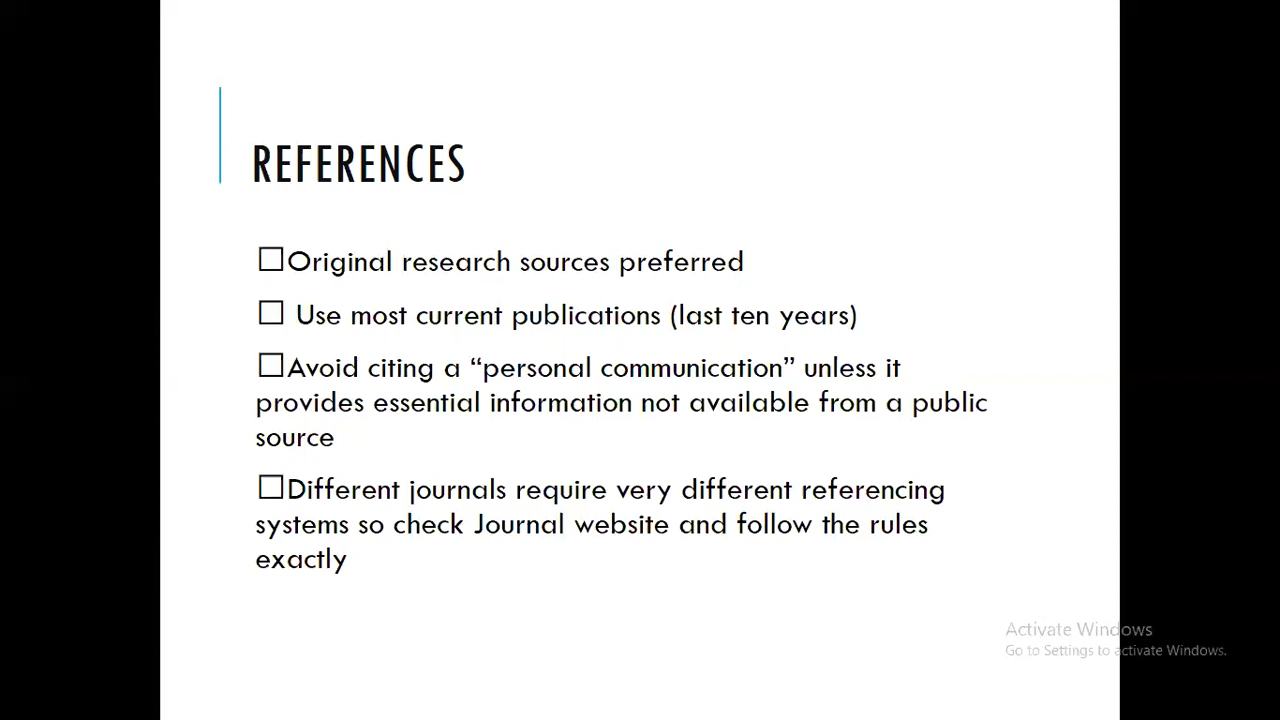 REFERENCES
☐Original research sources preferred
☐ Use most current publications (last ten years)
☐Avoid citing a “personal communication” unless it
provides essential information not available from a public
source
☐Different journals require very different referencing
systems so check Journal website and follow the rules
exactly
Activate Windows
Go to Settings to activate Windows.